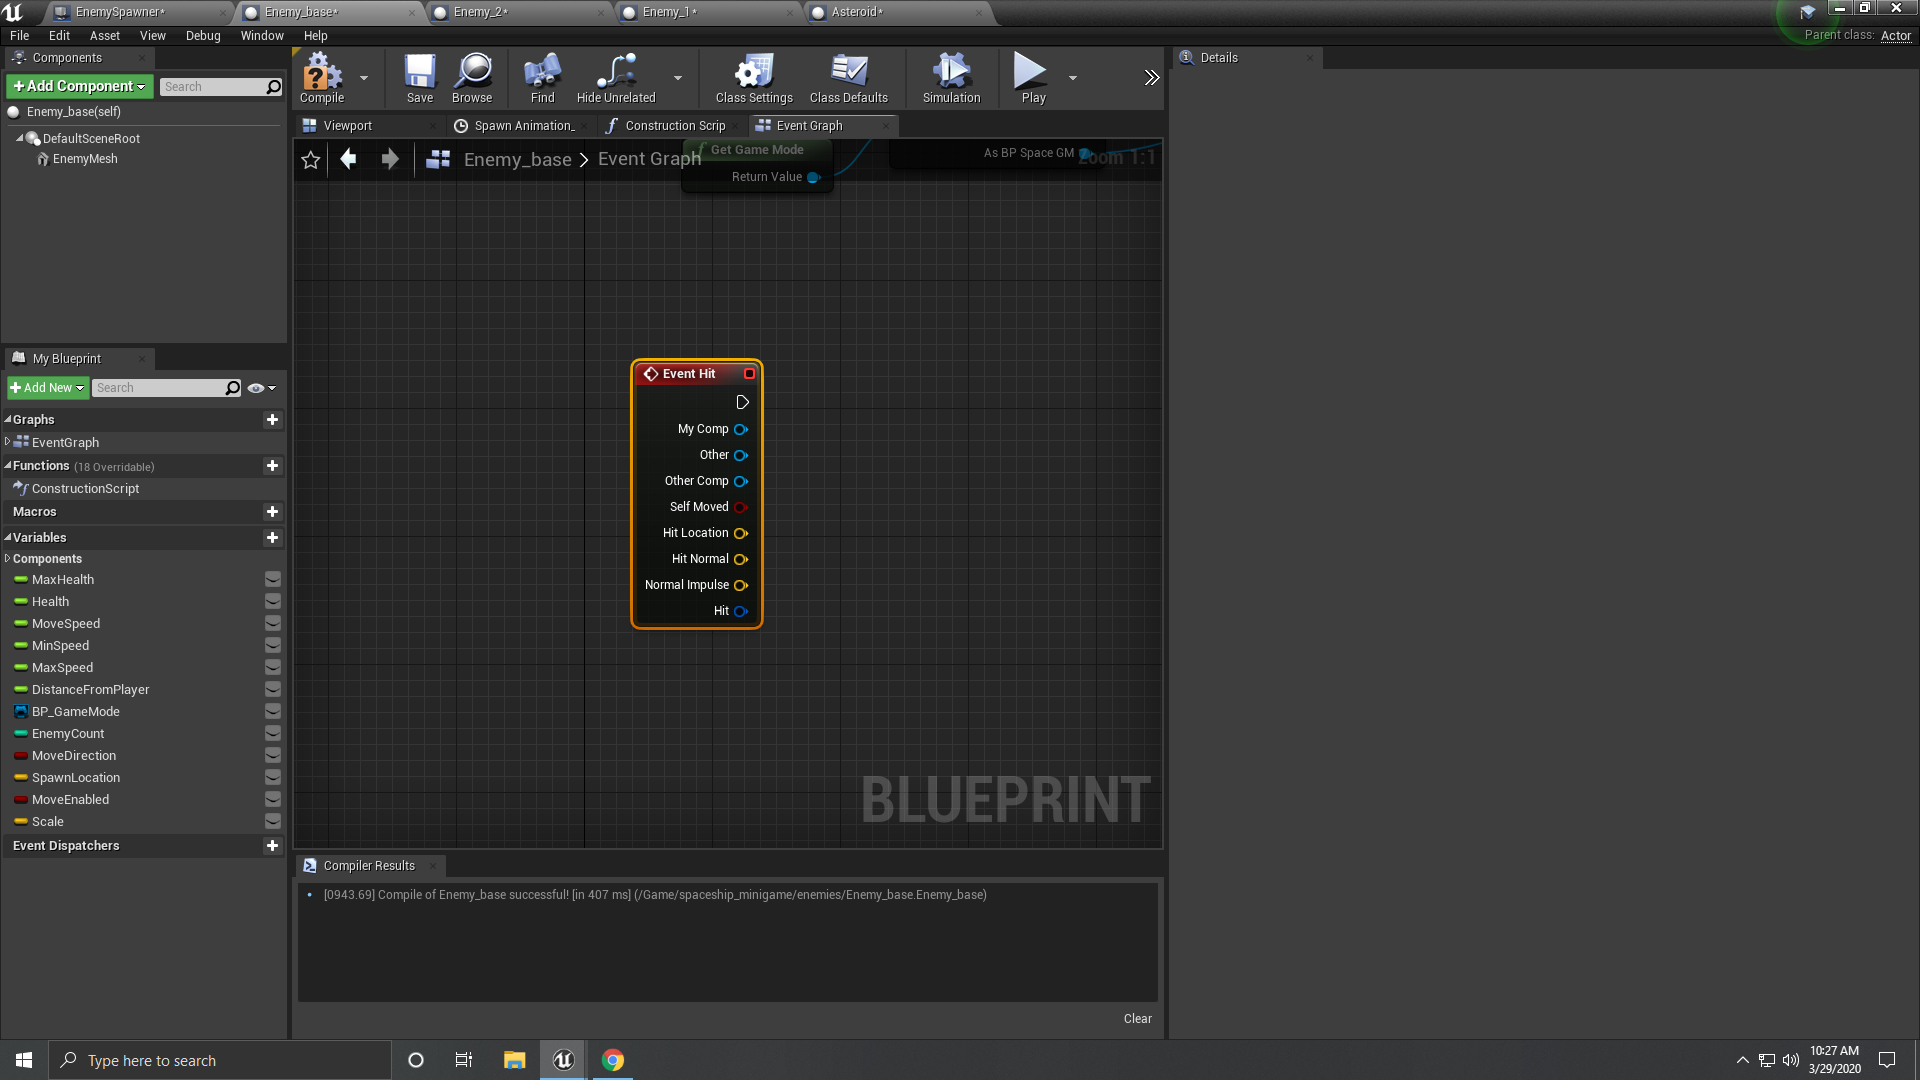 EnemySpawner*
Enemy_base*
Enemy_2*
Enemy_1*
Asteroid*
File Edit Asset View Debug Window Help
Parent class: Actor
Components
+Add Component
Search
Enemy_base(self)
DefaultSceneRoot
EnemyMesh
Compile
Save
Browse
Find
Hide Unrelated
Class Settings
Class Defaults
Simulation
Play
Details
Viewport
Spawn Animation_
Construction Scrip
Event Graph
Enemy_base > Event Graph
Get Game Mode
Return Value
As BP Space GM
Zoom 1:1
Event Hit
My Comp
Other
Other Comp
Self Moved
Hit Location
Hit Normal
Normal Impulse
Hit
BLUEPRINT
My Blueprint
+Add New
Search
Graphs
EventGraph
Functions (18 Overridable)
ConstructionScript
Macros
Variables
Components
MaxHealth
Health
MoveSpeed
MinSpeed
MaxSpeed
DistanceFromPlayer
BP_GameMode
EnemyCount
MoveDirection
SpawnLocation
MoveEnabled
Scale
Event Dispatchers
Compiler Results
[0943.69] Compile of Enemy_base successful! [in 407 ms] (/Game/spaceship_minigame/enemies/Enemy_base.Enemy_base)
Clear
Type here to search
10:27 AM
3/29/2020